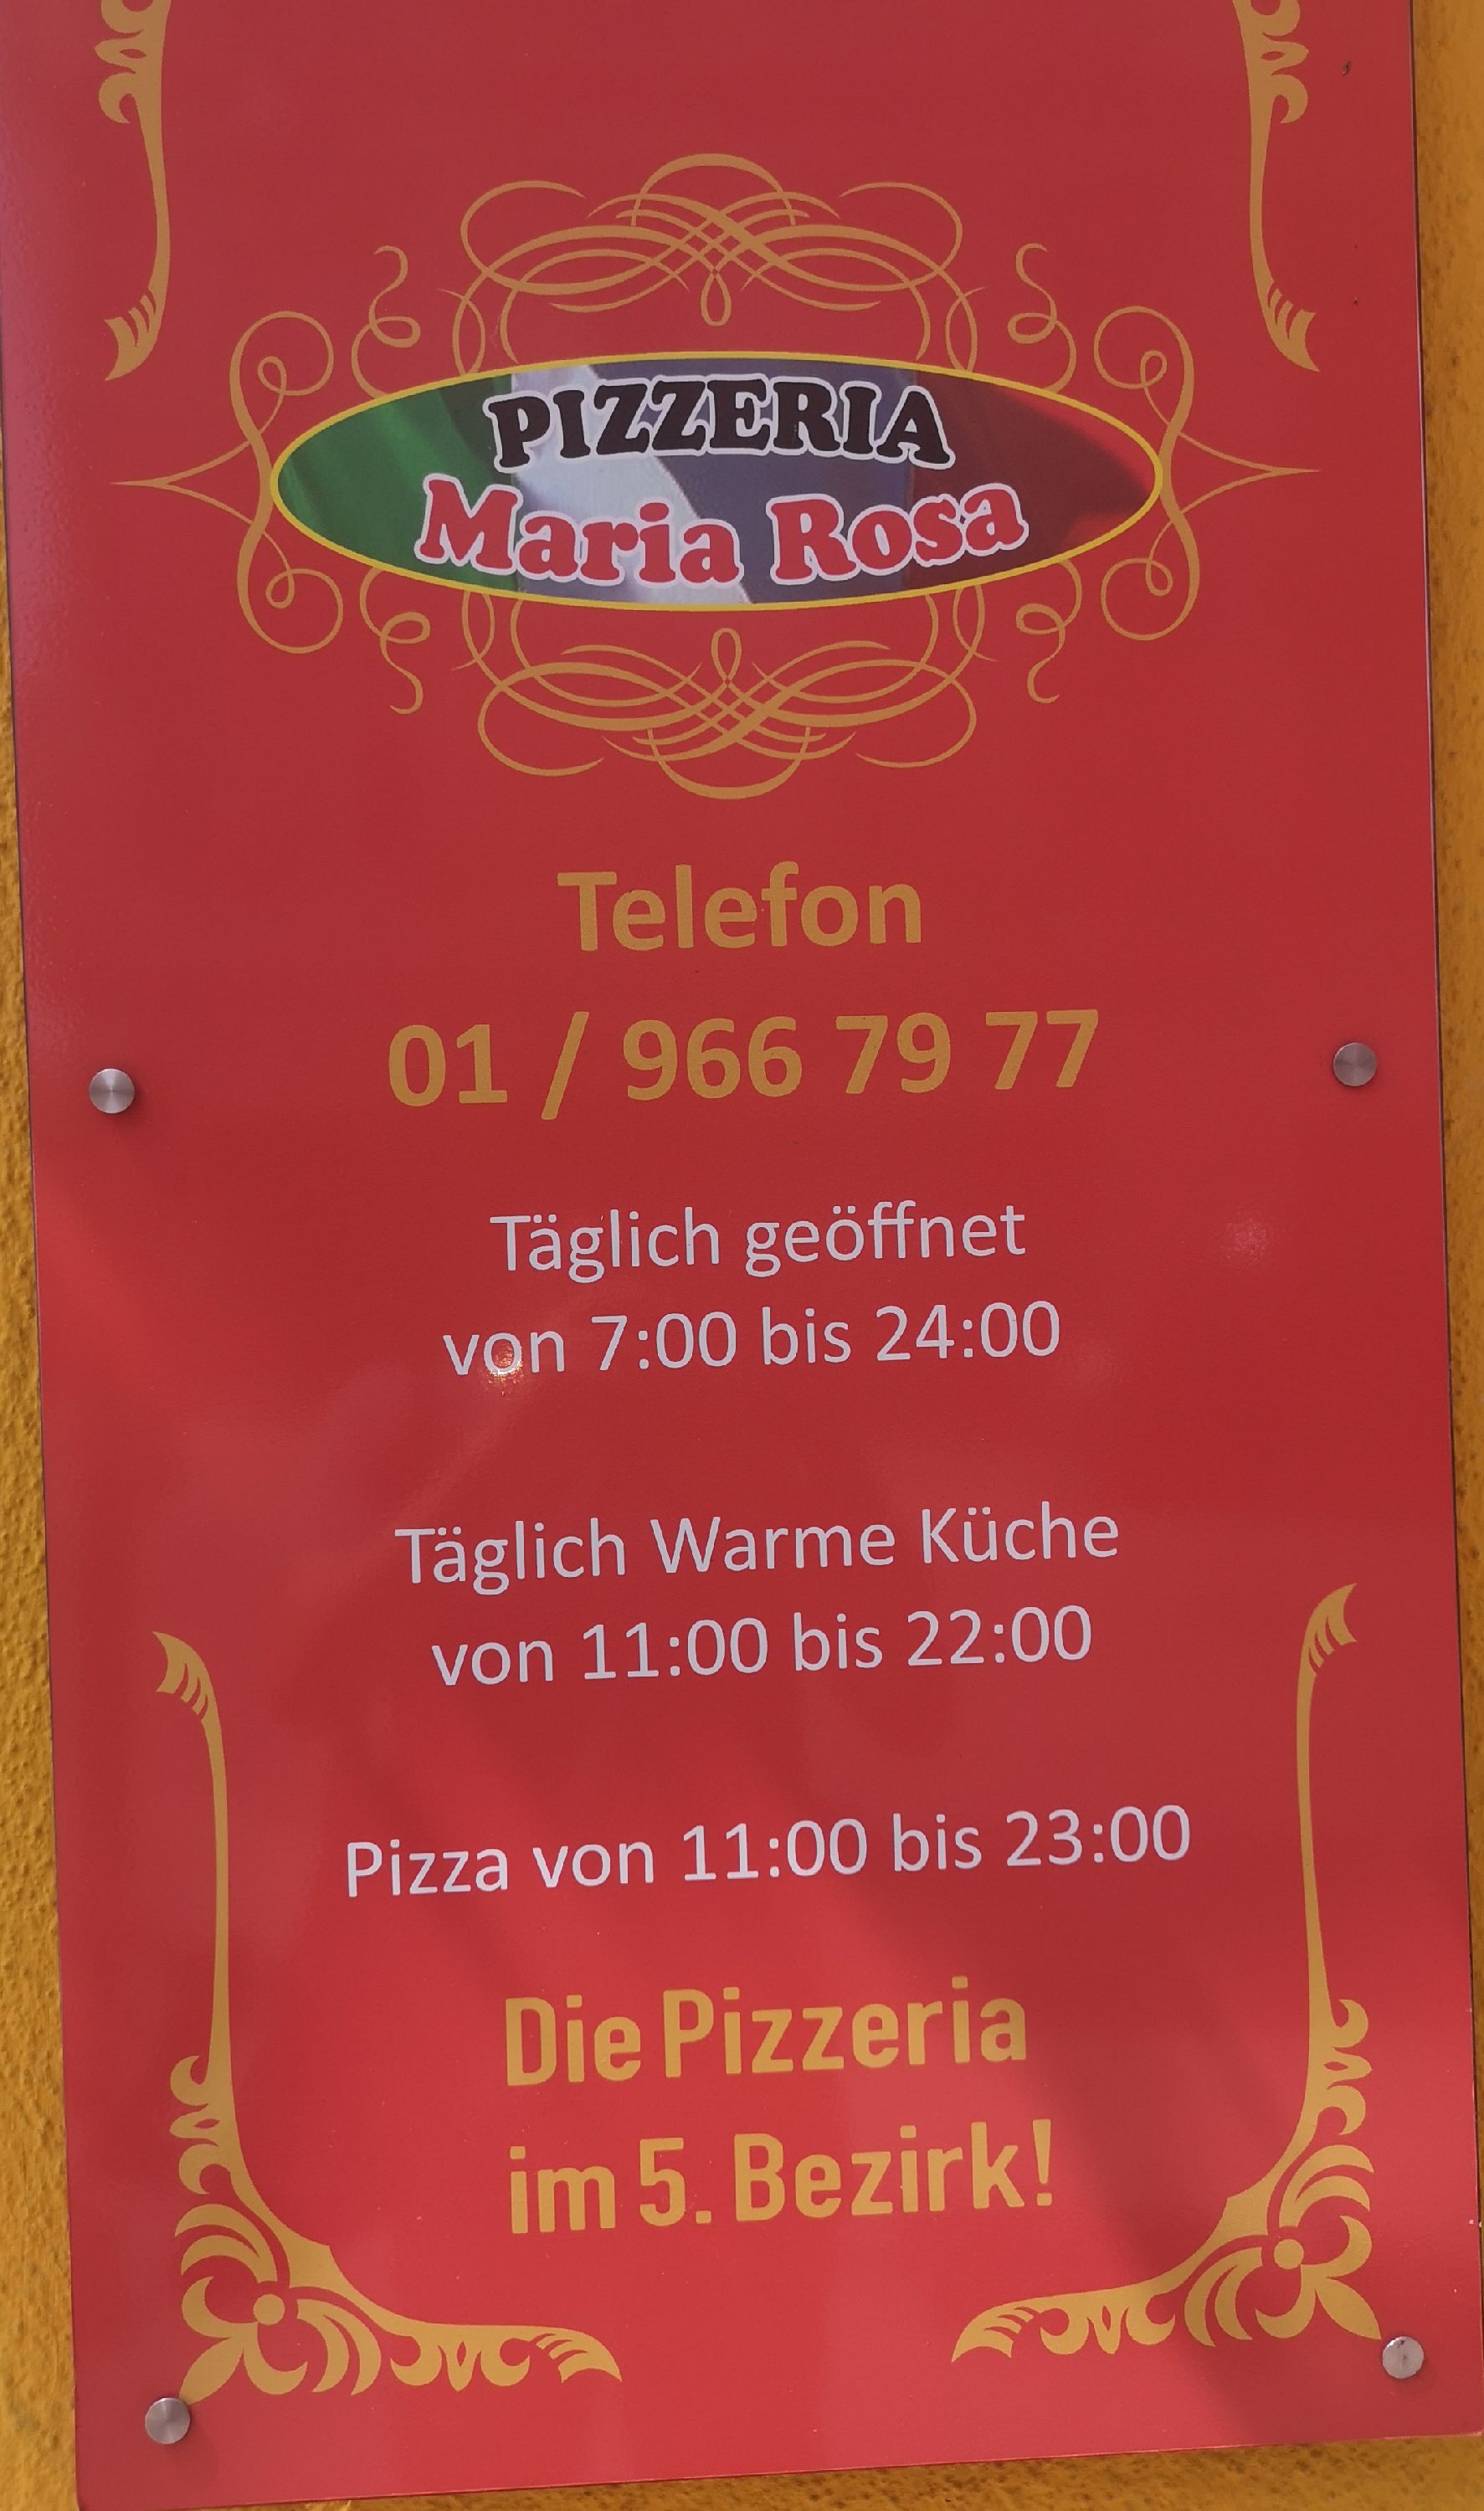 PIZZERIA
Maria Rosa
Telefon
01 / 966 79 77
Täglich geöffnet
von 7:00 bis 24:00
Täglich Warme Küche
von 11:00 bis 22:00
Pizza von 11:00 bis 23:00
Die Pizzeria
im 5. Bezirk!